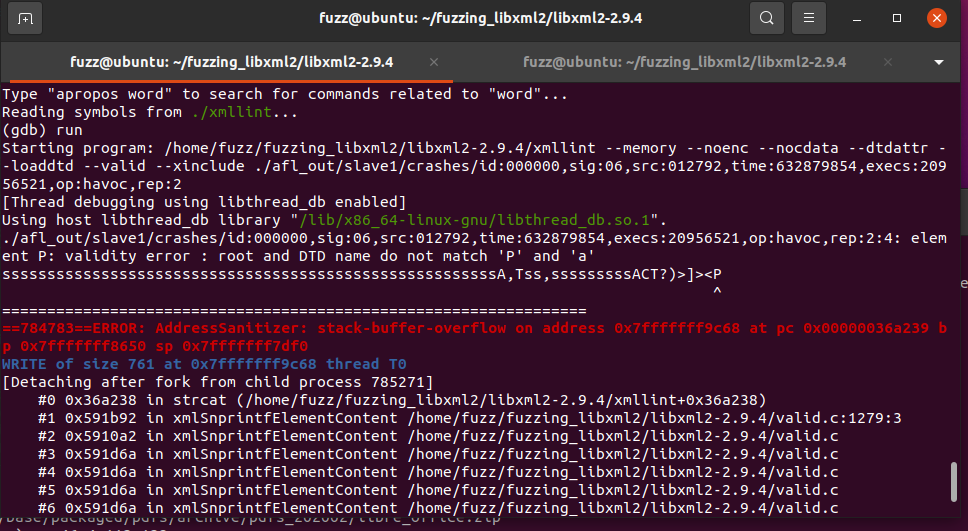 fuzz@ubuntu: ~/fuzzing_libxml2/libxml2-2.9.4
fuzz@ubuntu: ~/fuzzing_libxml2/libxml2-2.9.4
fuzz@ubuntu: ~/fuzzing_libxml2/libxml2-2.9.4
Type "apropos word" to search for commands related to "word"...
Reading symbols from ./xmllint...
(gdb) run
Starting program: /home/fuzz/fuzzing_libxml2/libxml2-2.9.4/xmllint --memory --noenc --nocdata --dtdattr -
-loaddtd --valid --xinclude ./afl_out/slave1/crashes/id:000000,sig:06,src:012792,time:632879854,execs:209
56521,op:havoc,rep:2
[Thread debugging using libthread_db enabled]
Using host libthread_db library "/lib/x86_64-linux-gnu/libthread_db.so.1".
./afl_out/slave1/crashes/id:000000,sig:06,src:012792,time:632879854,execs:20956521,op:havoc,rep:2:4: elem
ent P: validity error : root and DTD name do not match 'P' and 'a'
sssssssssssssssssssssssssssssssssssssssssssssssssssssssA,Tss,sssssssssACT?)>]><P
^
=================================================================
==784783==ERROR: AddressSanitizer: stack-buffer-overflow on address 0x7fffffff9c68 at pc 0x00000036a239 b
p 0x7fffffff8650 sp 0x7fffffff7df0
WRITE of size 761 at 0x7fffffff9c68 thread T0
[Detaching after fork from child process 785271]
#0 0x36a238 in strcat (/home/fuzz/fuzzing_libxml2/libxml2-2.9.4/xmllint+0x36a238)
#1 0x591b92 in xmlSnprintfElementContent /home/fuzz/fuzzing_libxml2/libxml2-2.9.4/valid.c:1279:3
#2 0x5910a2 in xmlSnprintfElementContent /home/fuzz/fuzzing_libxml2/libxml2-2.9.4/valid.c
#3 0x591d6a in xmlSnprintfElementContent /home/fuzz/fuzzing_libxml2/libxml2-2.9.4/valid.c
#4 0x591d6a in xmlSnprintfElementContent /home/fuzz/fuzzing_libxml2/libxml2-2.9.4/valid.c
#5 0x591d6a in xmlSnprintfElementContent /home/fuzz/fuzzing_libxml2/libxml2-2.9.4/valid.c
#6 0x591d6a in xmlSnprintfElementContent /home/fuzz/fuzzing_libxml2/libxml2-2.9.4/valid.c